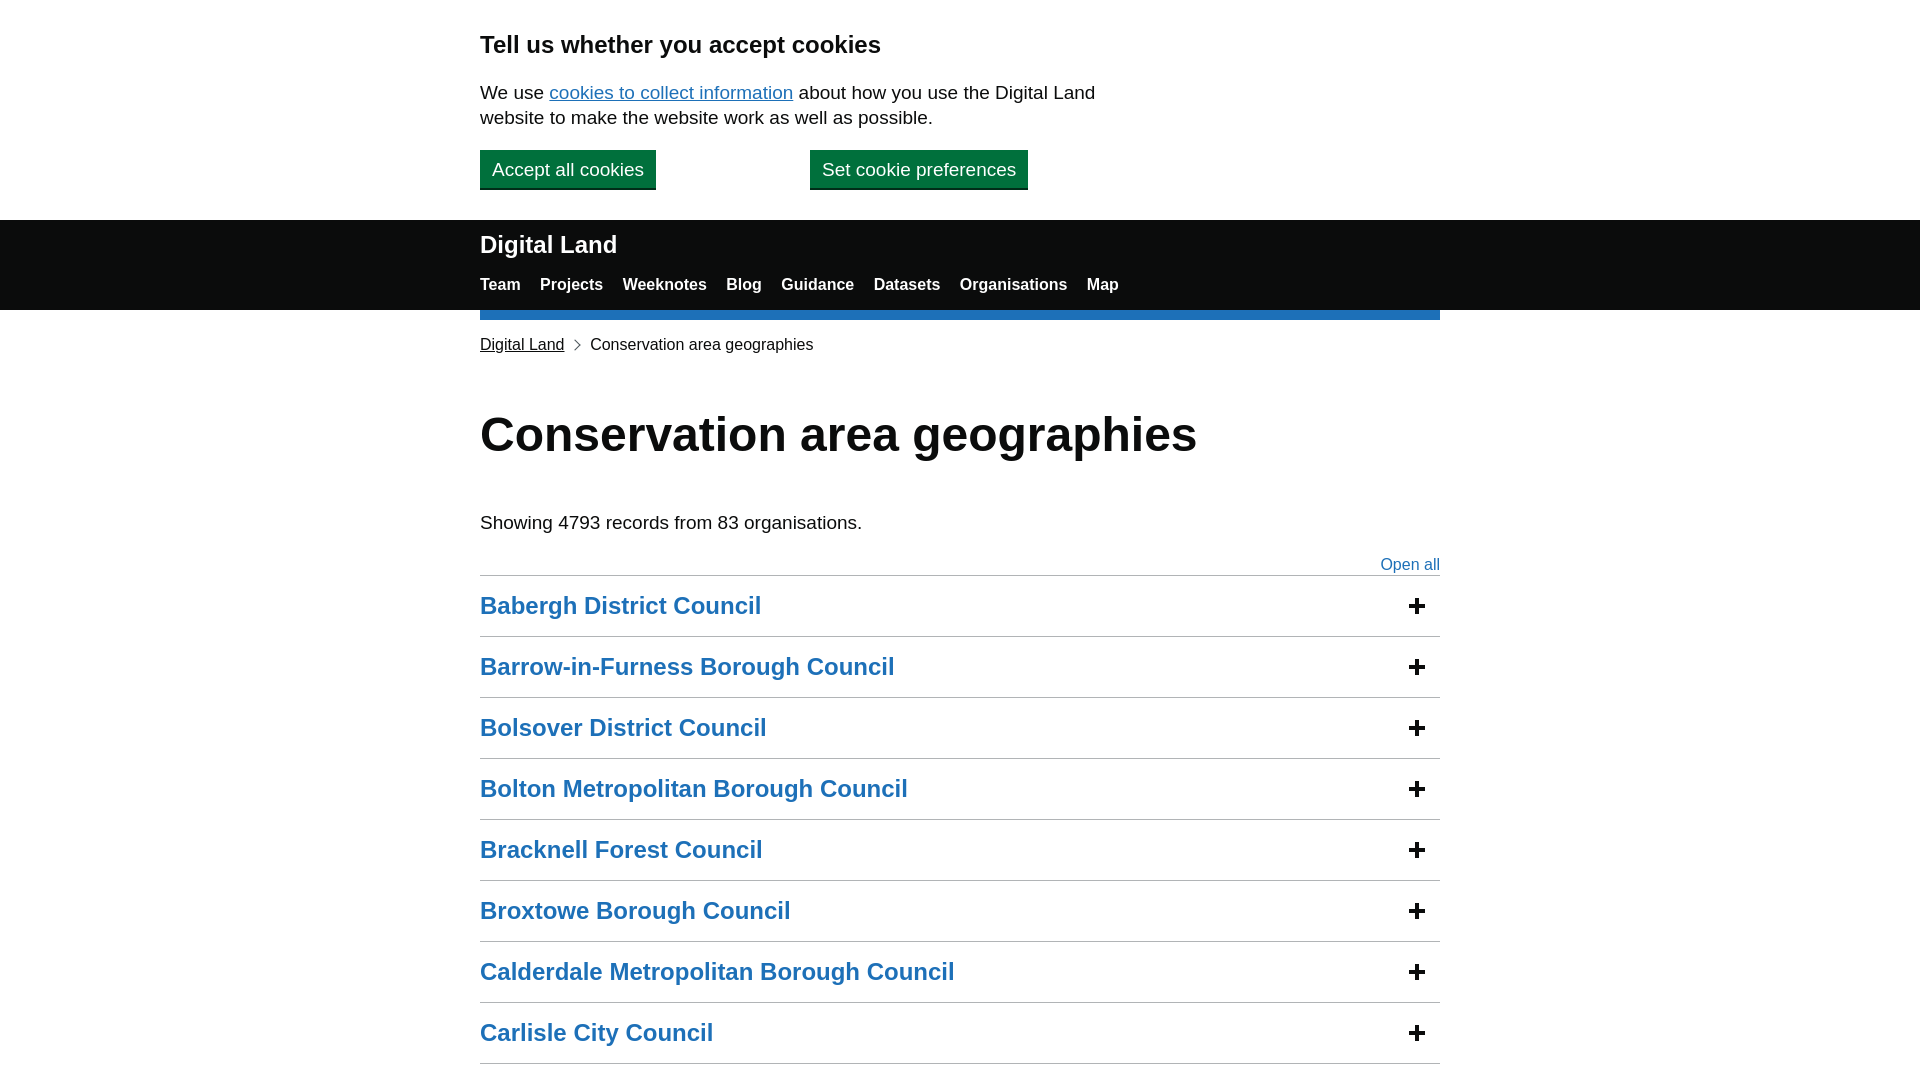 Tell us whether you accept cookies
We use cookies to collect information about how you use the Digital Land
website to make the website work as well as possible.
Accept all cookies
Set cookie preferences
Digital Land
Team Projects Weeknotes Blog Guidance Datasets Organisations Map
Digital Land Conservation area geographies
Conservation area geographies
Showing 4793 records from 83 organisations.
Open all
Babergh District Council
Barrow-in-Furness Borough Council
Bolsover District Council
Bolton Metropolitan Borough Council
Bracknell Forest Council
Broxtowe Borough Council
Calderdale Metropolitan Borough Council
Carlisle City Council